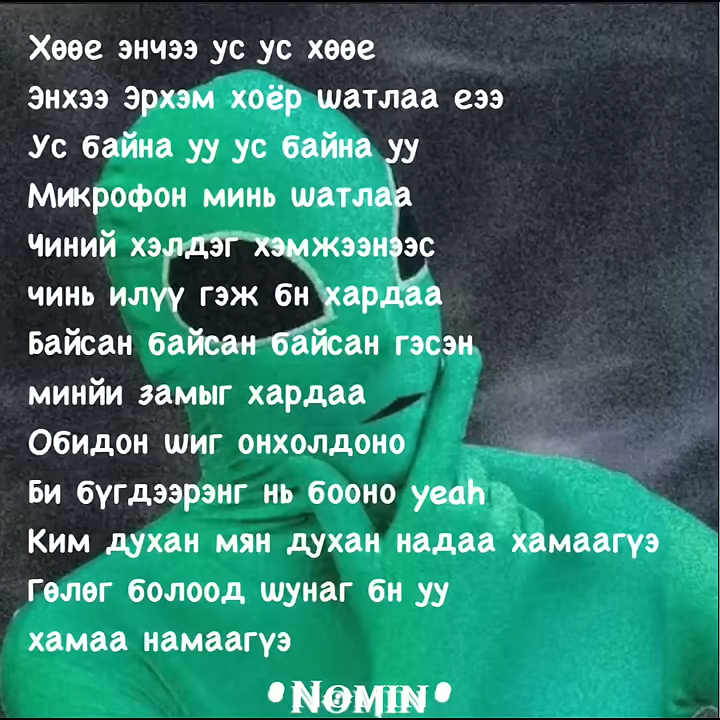 Хөөе энчээ ус ус хөөе
Энхээ Эрхэм хоёр шатлаа еээ
Ус байна уу ус байна уу
Микрофон минь шатлаа
Чиний хэлдэг хэмжээнээс
чинь илүү гэж бн хардаа
Байсан байсан байсан гэсэн
минйи замыг хардаа
Обидон шиг онхолдоно
Би бүгдээрэнг нь бооно yeah
Ким духан мян духан надаа хамаагүэ
Гөлөг болоод шунаг бн уу
хамаа намаагүэ
•Nomin•